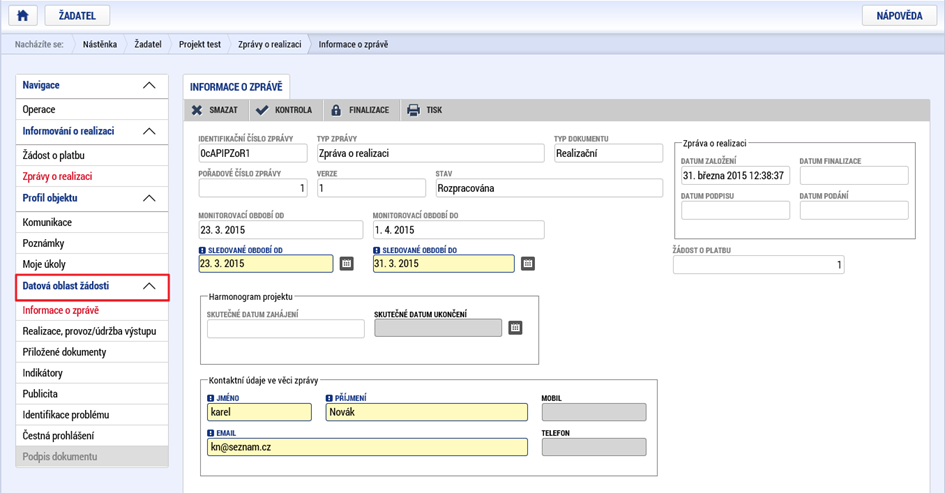 ŽADATEL
NÁPOVĚDA
Nacházíte se: Nástěnka Žadatel Projekt test Zprávy o realizaci Informace o zprávě
Navigace
Operace
Informování o realizaci
Žádost o platbu
Zprávy o realizaci
Profil objektu
Komunikace
Poznámky
Moje úkoly
Datová oblast žádosti
Informace o zprávě
Realizace, provoz/údržba výstupu
Přiložené dokumenty
Indikátory
Publicita
Identifikace problému
Čestná prohlášení
Podpis dokumentu
INFORMACE O ZPRÁVĚ
SMAZAT KONTROLA FINALIZACE TISK
IDENTIFIKAČNÍ ČÍSLO ZPRÁVY TYP ZPRÁVY TYP DOKUMENTU
0cAPIPZoR1 Zpráva o realizaci Realizační
POŘADOVÉ ČÍSLO ZPRÁVY VERZE STAV
1 1 Rozpracována
MONITOROVACÍ OBDOBÍ OD MONITOROVACÍ OBDOBÍ DO
23. 3. 2015 1. 4. 2015
SLEDOVANÉ OBDOBÍ OD SLEDOVANÉ OBDOBÍ DO
23. 3. 2015 31. 3. 2015
Zpráva o realizaci
DATUM ZALOŽENÍ DATUM FINALIZACE
31. března 2015 12:38:37
DATUM PODPISU DATUM PODÁNÍ
ŽÁDOST O PLATBU
1
Harmonogram projektu
SKUTEČNÉ DATUM ZAHÁJENÍ SKUTEČNÉ DATUM UKONČENÍ
Kontaktní údaje ve věci zprávy
JMÉNO PŘÍJMENÍ MOBIL
karel Novák
EMAIL TELEFON
kn@seznam.cz